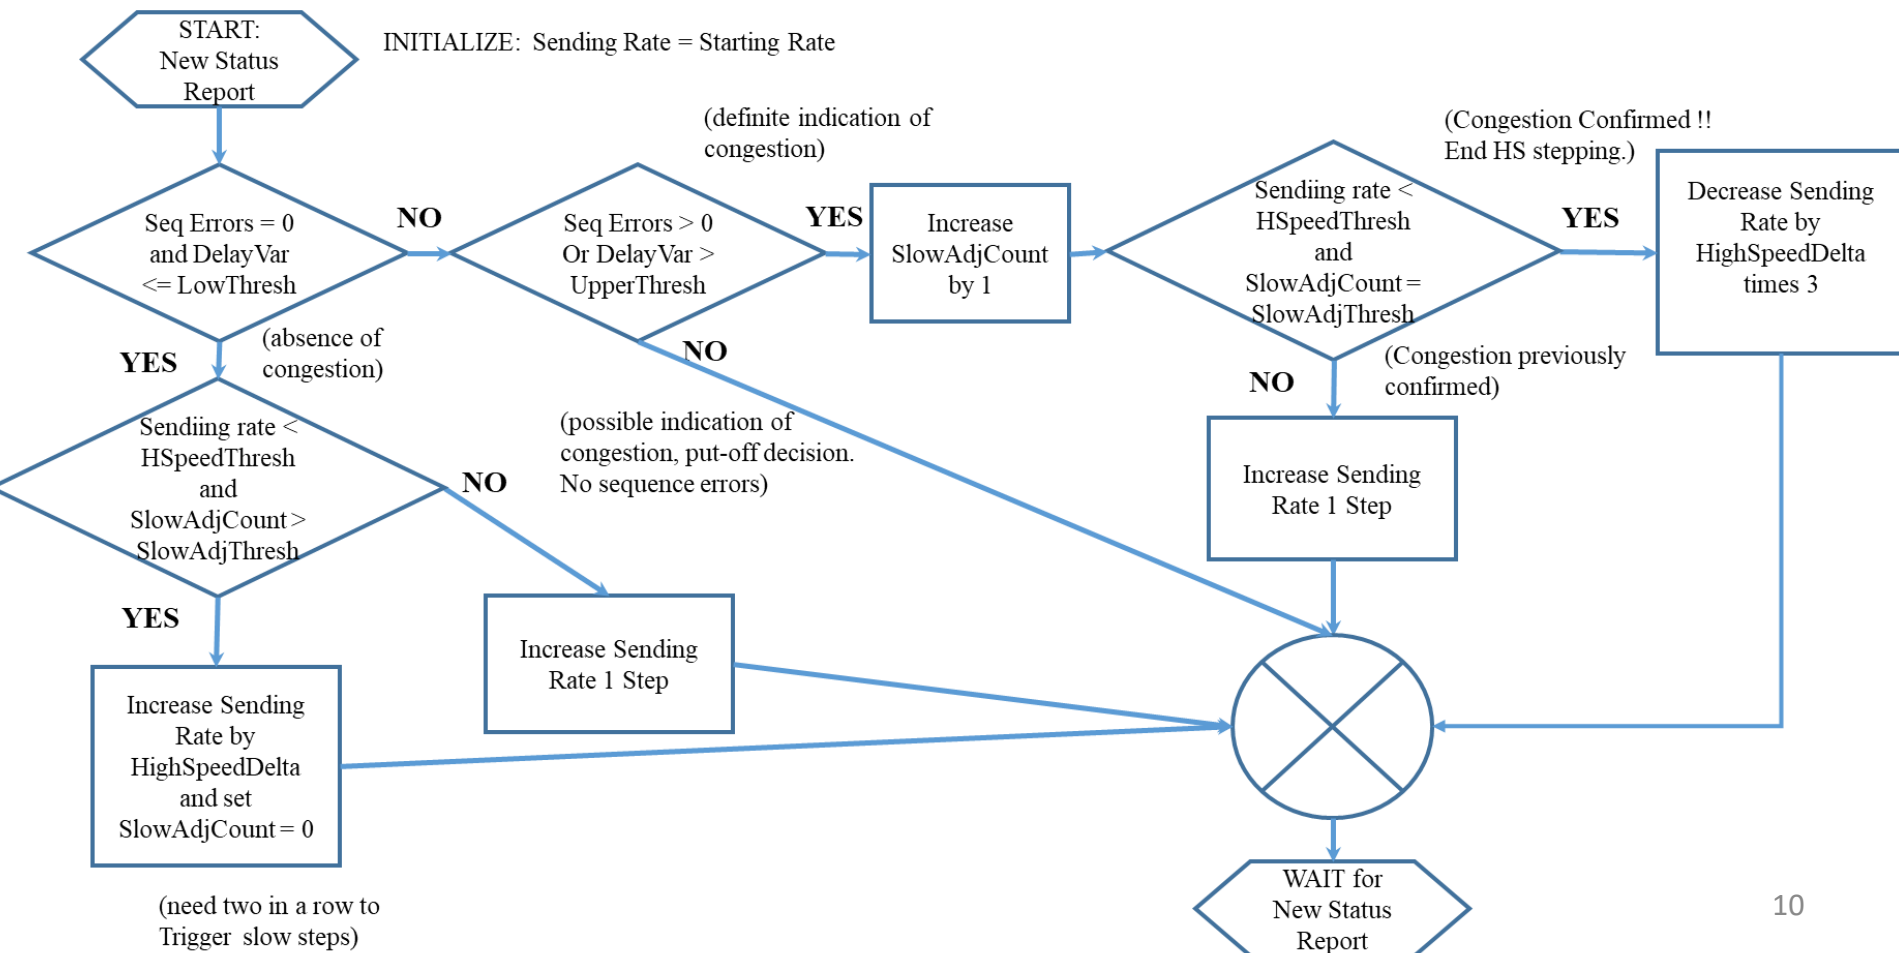 START:
New Status
Report
INITIALIZE: Sending Rate = Starting Rate
(definite indication of
congestion)
(Congestion Confirmed !!
End HS stepping.)
Seq Errors = 0
and DelayVar
<= LowThresh
NO
Seq Errors > 0
Or DelayVar >
UpperThresh
YES
Increase
SlowAdjCount
by 1
Sendiing rate <
HSpeedThresh
and
SlowAdjCount =
SlowAdjThresh
YES
Decrease Sending
Rate by
HighSpeedDelta
times 3
YES
(absence of
congestion)
NO
(possible indication of
congestion, put-off decision.
No sequence errors)
NO
(Congestion previously
confirmed)
Sendiing rate <
HSpeedThresh
and
SlowAdjCount >
SlowAdjThresh
NO
Increase Sending
Rate 1 Step
YES
Increase Sending
Rate 1 Step
Increase Sending
Rate by
HighSpeedDelta
and set
SlowAdjCount = 0
(need two in a row to
Trigger slow steps)
WAIT for
New Status
Report
10